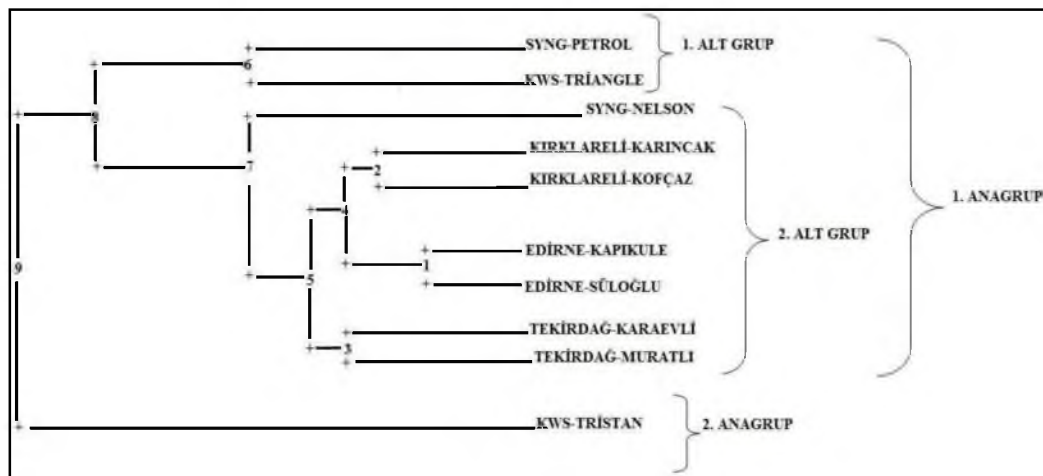 SYNG-PETROL
1. ALT GRUP
6
KWS-TRİANGLE
8
SYNG-NELSON
KIRKLARELİ-KARINCAK
7
2
KIRKLARELİ-KOFÇAZ
1. ANAGRUP
4
2. ALT GRUP
EDİRNE-KAPIKULE
9
1
5
EDİRNE-SÜLOĞLU
TEKİRDAĞ-KARAEVLİ
3
TEKİRDAĞ-MURATLI
KWS-TRİSTAN
2. ANAGRUP